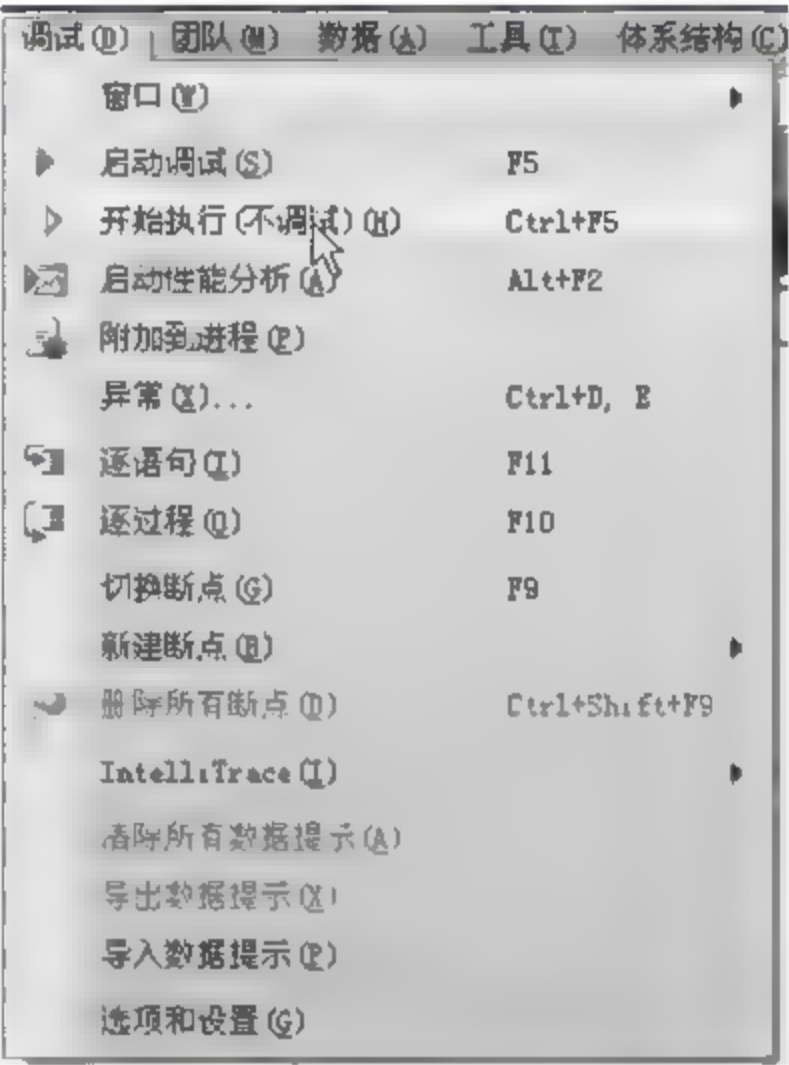 调试(D) 团队(M) 数据(A) 工具(T) 体系结构(C)
窗口(W)
启动调试(S) F5
开始执行(不调试)(H) Ctrl+F5
启动性能分析(A) Alt+F2
附加到进程(P)
异常(X)... Ctrl+D, E
逐语句(I) F11
逐过程(O) F10
切换断点(G) F9
新建断点(B)
删除所有断点(D) Ctrl+Shift+F9
IntelliTrace(I)
清除所有数据提示(A)
导出数据提示(X)
导入数据提示(P)
选项和设置(G)